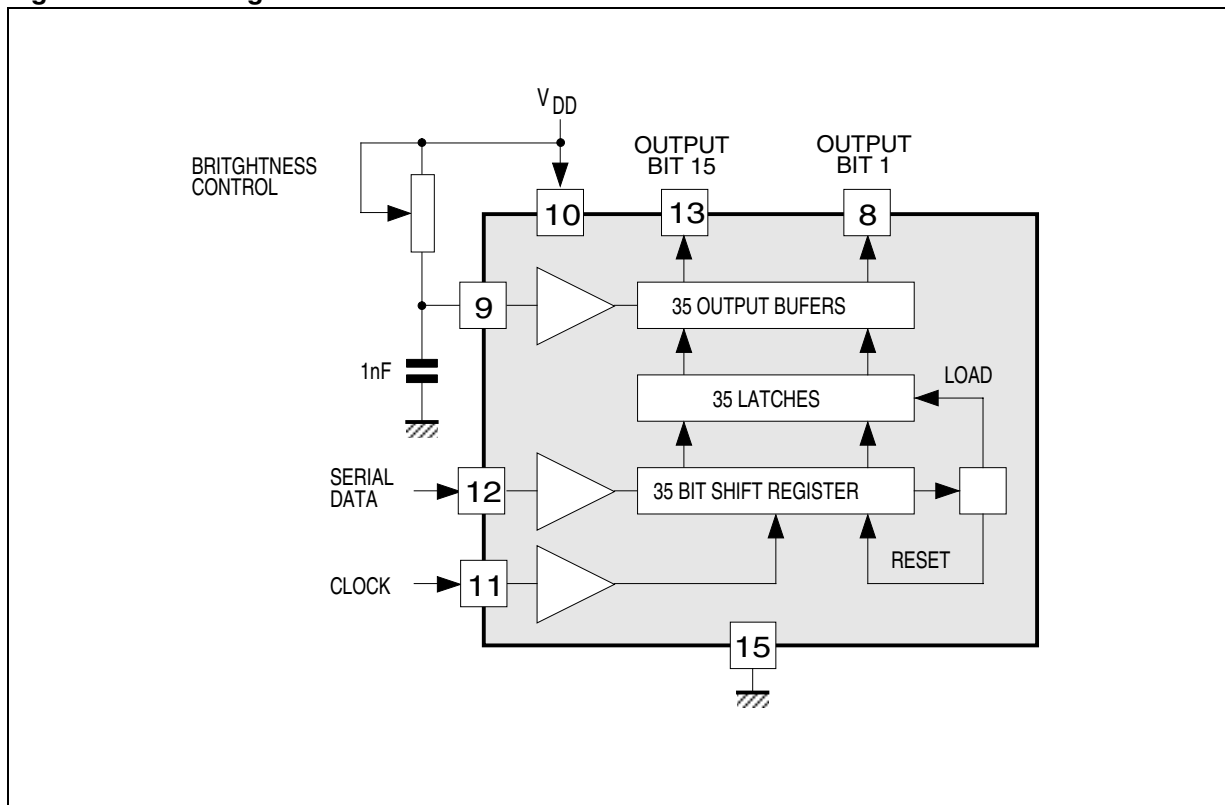 V DD
BRITGHTNESS
CONTROL
OUTPUT
BIT 15
OUTPUT
BIT 1
10
13
8
9
35 OUTPUT BUFERS
1nF
LOAD
35 LATCHES
SERIAL
DATA
12
35 BIT SHIFT REGISTER
RESET
CLOCK
11
15